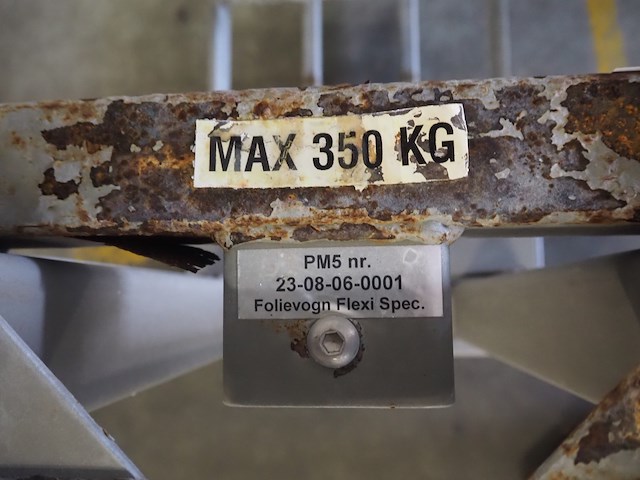 MAX 350 KG
PM5 nr.
23-08-06-0001
Folievogn Flexi Spec.